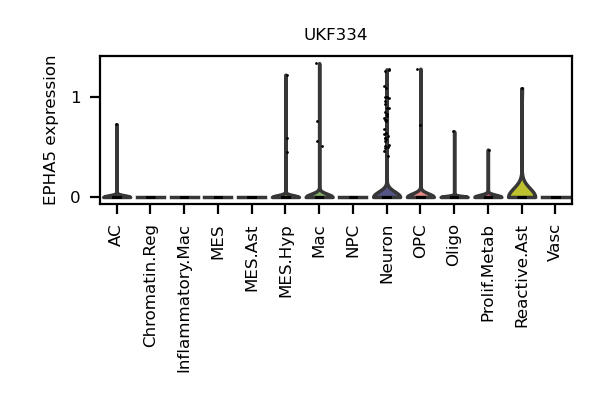 UKF334
EPHA5 expression
1
0
AC
Chromatin.Reg
Inflammatory.Mac
MES
MES.Ast
MES.Hyp
Mac
NPC
Neuron
OPC
Oligo
Prolif.Metab
Reactive.Ast
Vasc